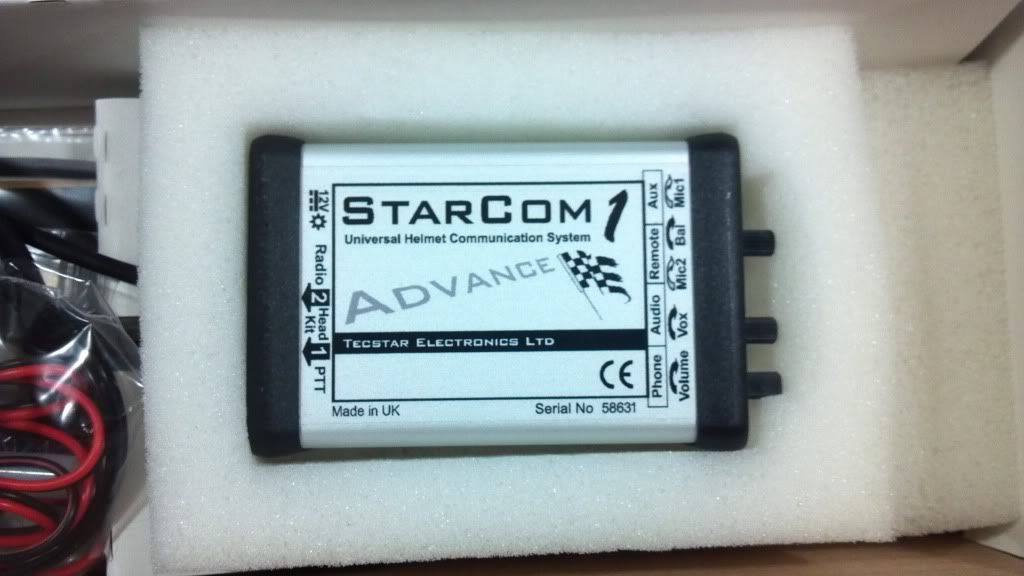 STARCOM 1
Universal Helmet Communication System
ADVANCE
TECSTAR ELECTRONICS LTD
CE
Made in UK
Serial No 58631
12V
Radio 2 Head 1 PTT
Kit
Phone Audio Remote Aux
Volume Vox Mic2 Bal Mic1